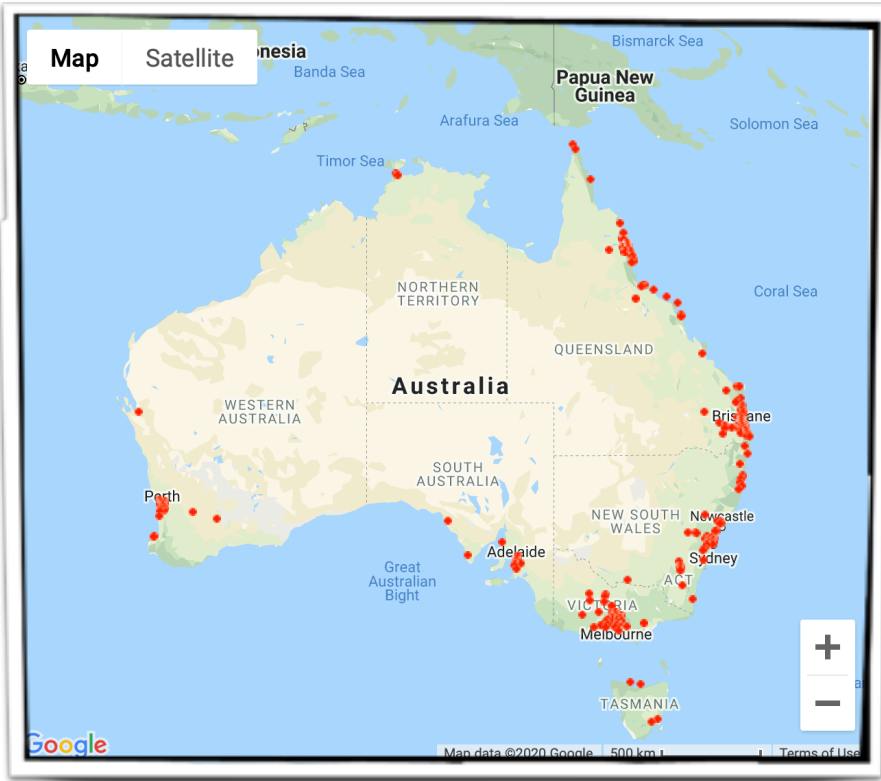 Map
Satellite
onesia
Banda Sea
Bismarck Sea
Papua New
Guinea
Arafura Sea
Solomon Sea
Timor Sea
NORTHERN
TERRITORY
Coral Sea
QUEENSLAND
Australia
WESTERN
AUSTRALIA
Brisbane
SOUTH
AUSTRALIA
Perth
NEW SOUTH
WALES
Newcastle
Adelaide
Sydney
Great
Australian
Bight
ACT
VICTORIA
Melbourne
TASMANIA
+
−
Google
Map data ©2020 Google
500 km
Terms of Use